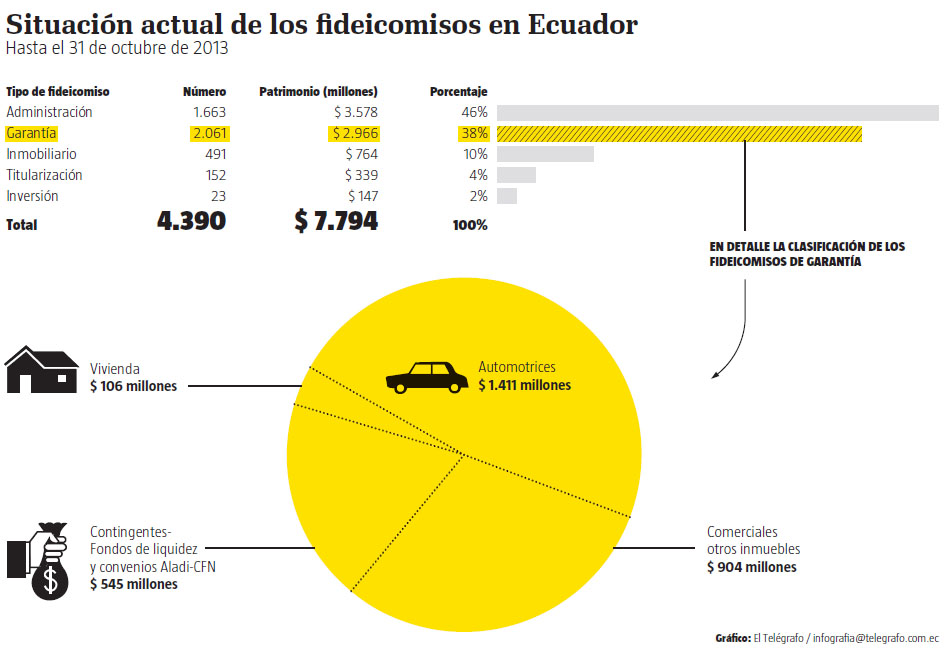 Situación actual de los fideicomisos en Ecuador
Hasta el 31 de octubre de 2013
Tipo de fideicomiso Número Patrimonio (millones) Porcentaje
Administración 1.663 $ 3.578 46%
Garantía 2.061 $ 2.966 38%
Inmobiliario 491 $ 764 10%
Titularización 152 $ 339 4%
Inversión 23 $ 147 2%
Total 4.390 $ 7.794 100%
EN DETALLE LA CLASIFICACIÓN DE LOS
FIDEICOMISOS DE GARANTÍA
Vivienda
$ 106 millones
Automotrices
$ 1.411 millones
Contingentes-
Fondos de liquidez
y convenios Aladi-CFN
$ 545 millones
$
Comerciales
otros inmuebles
$ 904 millones
Gráfico: El Telégrafo / infografia@telegrafo.com.ec